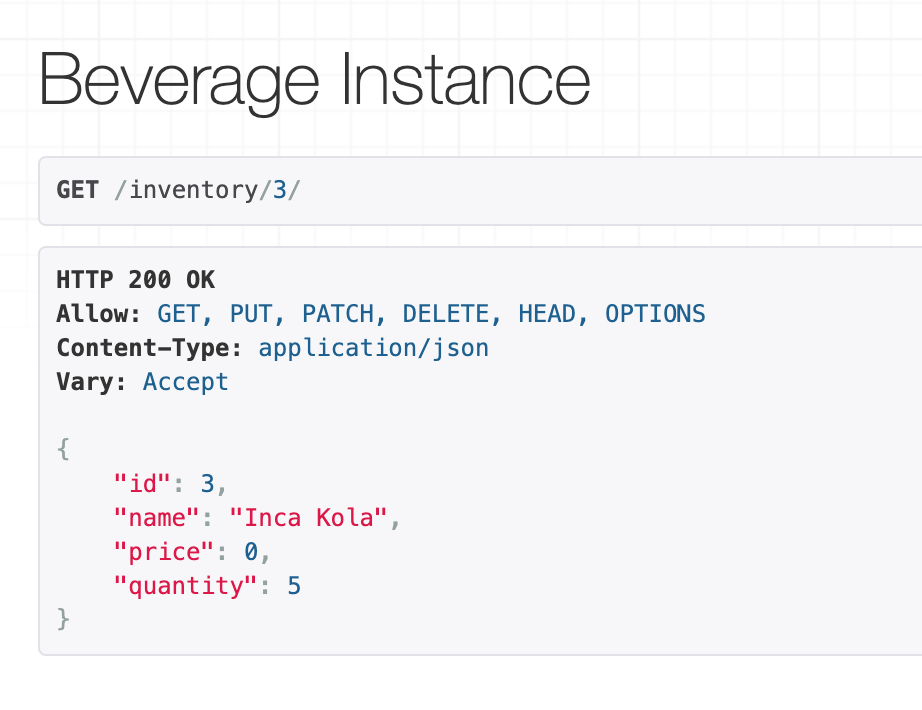 Beverage Instance
GET /inventory/3/
HTTP 200 OK
Allow: GET, PUT, PATCH, DELETE, HEAD, OPTIONS
Content-Type: application/json
Vary: Accept
{
    "id": 3,
    "name": "Inca Kola",
    "price": 0,
    "quantity": 5
}